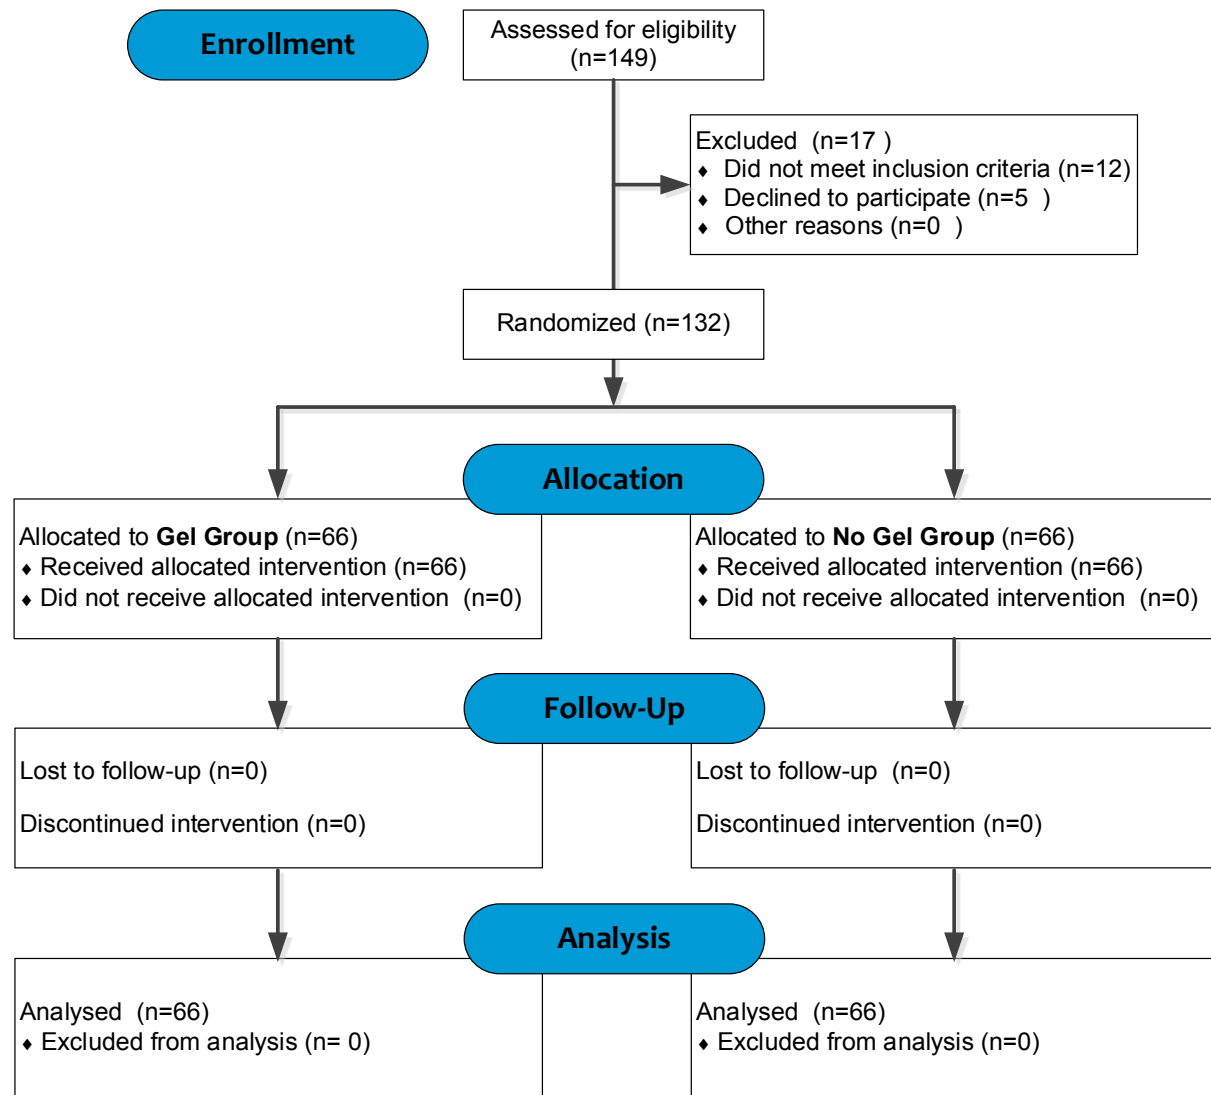 Enrollment
Assessed for eligibility
(n=149)
Excluded  (n=17 )
♦ Did not meet inclusion criteria (n=12)
♦ Declined to participate (n=5  )
♦ Other reasons (n=0  )
Randomized (n=132)
Allocation
Allocated to Gel Group (n=66)
♦ Received allocated intervention (n=66)
♦ Did not receive allocated intervention  (n=0)
Allocated to No Gel Group (n=66)
♦ Received allocated intervention (n=66)
♦ Did not receive allocated intervention  (n=0)
Follow-Up
Lost to follow-up (n=0)
Discontinued intervention (n=0)
Lost to follow-up  (n=0)
Discontinued intervention (n=0)
Analysis
Analysed  (n=66)
♦ Excluded from analysis (n= 0)
Analysed  (n=66)
♦ Excluded from analysis (n=0)